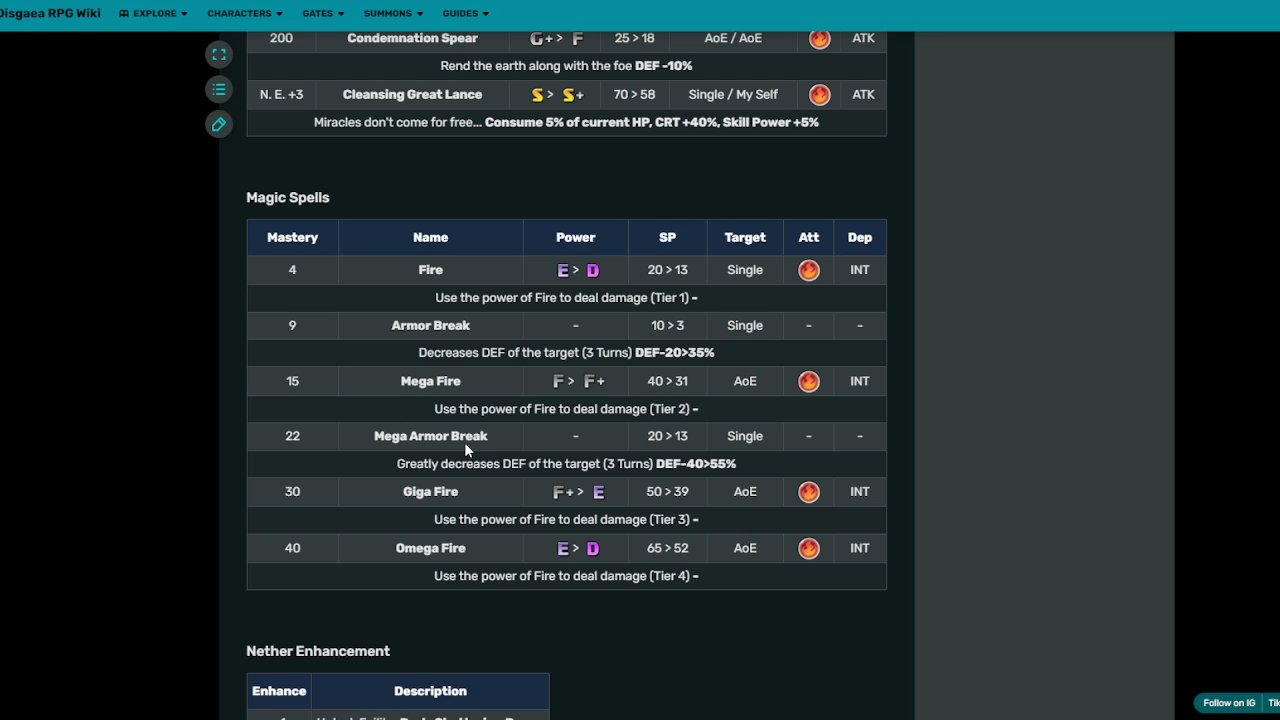 Disgaea RPG Wiki EXPLORE CHARACTERS GATES SUMMONS GUIDES
200 Condemnation Spear G+ > F 25 > 18 AoE / AoE ATK
Rend the earth along with the foe DEF -10%
N. E. +3 Cleansing Great Lance S > S+ 70 > 58 Single / My Self ATK
Miracles don't come for free... Consume 5% of current HP, CRT +40%, Skill Power +5%
Magic Spells
Mastery Name Power SP Target Att Dep
4 Fire E > D 20 > 13 Single INT
Use the power of Fire to deal damage (Tier 1) -
9 Armor Break - 10 > 3 Single - -
Decreases DEF of the target (3 Turns) DEF-20>35%
15 Mega Fire F > F+ 40 > 31 AoE INT
Use the power of Fire to deal damage (Tier 2) -
22 Mega Armor Break - 20 > 13 Single - -
Greatly decreases DEF of the target (3 Turns) DEF-40>55%
30 Giga Fire F+ > E 50 > 39 AoE INT
Use the power of Fire to deal damage (Tier 3) -
40 Omega Fire E > D 65 > 52 AoE INT
Use the power of Fire to deal damage (Tier 4) -
Nether Enhancement
Enhance Description
Follow on IG